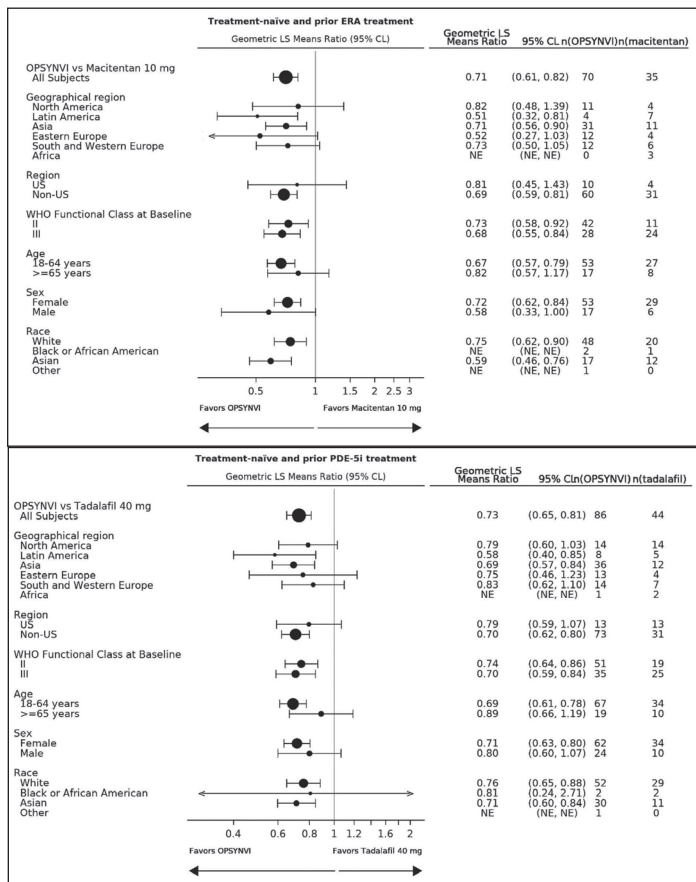 Treatment-naïve and prior ERA treatment
Geometric LS Means Ratio (95% CL)
Geometric LS Means Ratio 95% CL n(OPSYNVI) n(macitentan)
OPSYNVI vs Macitentan 10 mg
All Subjects 0.71 (0.61, 0.82) 70 35
Geographical region
North America 0.82 (0.48, 1.39) 11 4
Latin America 0.51 (0.32, 0.81) 4 7
Asia 0.71 (0.56, 0.90) 31 11
Eastern Europe 0.52 (0.27, 1.03) 12 4
South and Western Europe 0.73 (0.50, 1.05) 12 6
Africa NE (NE, NE) 0 3
Region
US 0.81 (0.45, 1.43) 10 4
Non-US 0.69 (0.59, 0.81) 60 31
WHO Functional Class at Baseline
II 0.73 (0.58, 0.92) 42 11
III 0.68 (0.55, 0.84) 28 24
Age
18-64 years 0.67 (0.57, 0.79) 53 27
>=65 years 0.82 (0.57, 1.17) 17 8
Sex
Female 0.72 (0.62, 0.84) 53 29
Male 0.58 (0.33, 1.00) 17 6
Race
White 0.75 (0.62, 0.90) 48 20
Black or African American NE (NE, NE) 2 1
Asian 0.59 (0.46, 0.76) 17 12
Other NE (NE, NE) 1 0
0.5 1 1.5 2 2.5 3
Favors OPSYNVI Favors Macitentan 10 mg
Treatment-naïve and prior PDE-5i treatment
Geometric LS Means Ratio (95% CL)
Geometric LS Means Ratio 95% CL n(OPSYNVI) n(tadalafil)
OPSYNVI vs Tadalafil 40 mg
All Subjects 0.73 (0.65, 0.81) 86 44
Geographical region
North America 0.79 (0.60, 1.03) 14 14
Latin America 0.58 (0.40, 0.85) 8 5
Asia 0.69 (0.57, 0.84) 36 12
Eastern Europe 0.75 (0.46, 1.23) 13 4
South and Western Europe 0.83 (0.62, 1.10) 14 7
Africa NE (NE, NE) 1 2
Region
US 0.79 (0.59, 1.07) 13 13
Non-US 0.70 (0.62, 0.80) 73 31
WHO Functional Class at Baseline
II 0.74 (0.64, 0.86) 51 19
III 0.70 (0.59, 0.84) 35 25
Age
18-64 years 0.69 (0.61, 0.78) 67 34
>=65 years 0.89 (0.66, 1.19) 19 10
Sex
Female 0.71 (0.63, 0.80) 62 34
Male 0.80 (0.60, 1.07) 24 10
Race
White 0.76 (0.65, 0.88) 52 29
Black or African American 0.81 (0.24, 2.71) 2 2
Asian 0.71 (0.60, 0.84) 30 11
Other NE (NE, NE) 1 0
0.4 0.6 0.8 1 1.2 1.6 2
Favors OPSYNVI Favors Tadalafil 40 mg